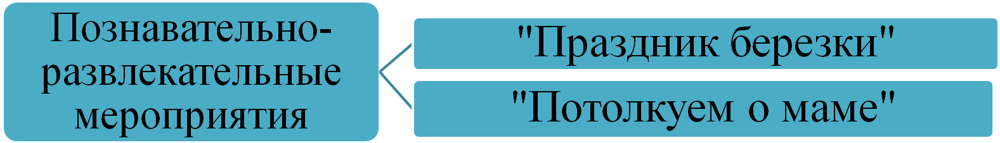 Познавательно-
развлекательные
мероприятия
"Праздник березки"
"Потолкуем о маме"